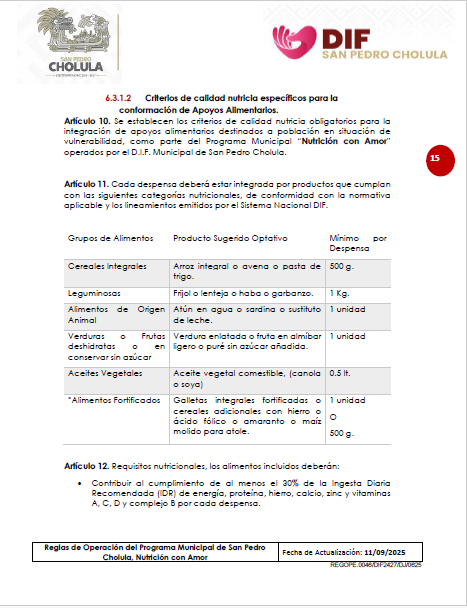 SAN PEDRO
CHOLULA
DIF
SAN PEDRO CHOLULA
6.3.1.2 Criterios de calidad nutricia específicos para la
conformación de Apoyos Alimentarios.
Artículo 10. Se establecen los criterios de calidad nutricia obligatorios para la
integración de apoyos alimentarios destinados a población en situación de
vulnerabilidad, como parte del Programa Municipal "Nutrición con Amor"
operados por el D.I.F. Municipal de San Pedro Cholula.
15
Artículo 11. Cada despensa deberá estar integrada por productos que cumplan
con las siguientes categorías nutricionales, de conformidad con la normativa
aplicable y los lineamientos emitidos por el Sistema Nacional DIF.
Grupos de Alimentos Producto Sugerido Optativo Mínimo por
Despensa
Cereales Integrales Arroz integral o avena o pasta de 500 g.
trigo.
Leguminosas Frijol o lenteja o haba o garbanzo. 1 Kg.
Alimentos de Origen Atún en agua o sardina o sustituto 1 unidad
Animal de leche.
Verduras o Frutas Verdura enlatada o fruta en almíbar 1 unidad
deshidratas o en ligero o puré sin azúcar añadida.
conservar sin azúcar
Aceites Vegetales Aceite vegetal comestible, (canola 0.5 lt.
o soya)
*Alimentos Fortificados Galletas integrales fortificadas o 1 unidad
cereales adicionales con hierro o O
ácido fólico o amaranto o maíz
molido para atole. 500 g.
Artículo 12. Requisitos nutricionales, los alimentos incluidos deberán:
• Contribuir al cumplimiento de al menos el 30% de la Ingesta Diaria
Recomendada (IDR) de energía, proteína, hierro, calcio, zinc y vitaminas
A, C, D y complejo B por cada despensa.
Reglas de Operación del Programa Municipal de San Pedro
Cholula, Nutrición con Amor
Fecha de Actualización: 11/09/2025
REGOPE.0046/DIF2427/DJ/0625